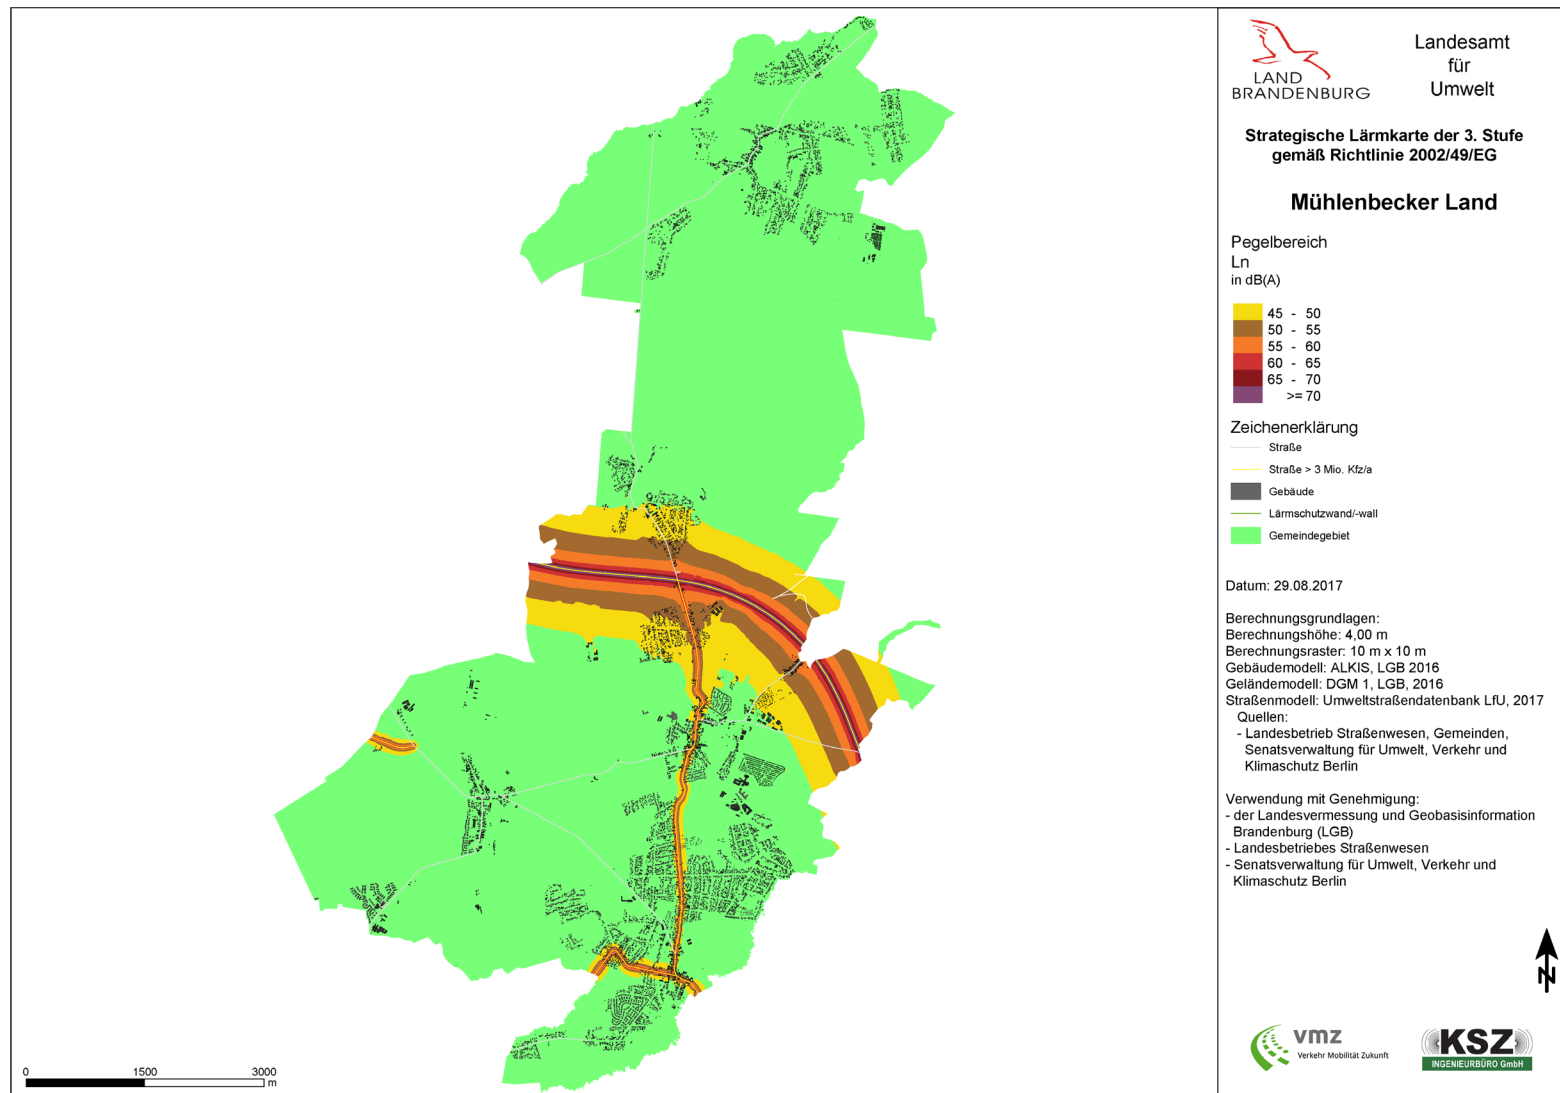 LAND
BRANDENBURG
Landesamt
für
Umwelt
Strategische Lärmkarte der 3. Stufe
gemäß Richtlinie 2002/49/EG
Mühlenbecker Land
Pegelbereich
Ln
in dB(A)
45 - 50
50 - 55
55 - 60
60 - 65
65 - 70
>= 70
Zeichenerklärung
Straße
Straße > 3 Mio. Kfz/a
Gebäude
Lärmschutzwand/-wall
Gemeindegebiet
Datum: 29.08.2017
Berechnungsgrundlagen:
Berechnungshöhe: 4,00 m
Berechnungsraster: 10 m x 10 m
Gebäudemodell: ALKIS, LGB 2016
Geländemodell: DGM 1, LGB, 2016
Straßenmodell: Umweltstraßendatenbank LfU, 2017
Quellen:
- Landesbetrieb Straßenwesen, Gemeinden,
Senatsverwaltung für Umwelt, Verkehr und
Klimaschutz Berlin
Verwendung mit Genehmigung:
- der Landesvermessung und Geobasisinformation
Brandenburg (LGB)
- Landesbetriebes Straßenwesen
- Senatsverwaltung für Umwelt, Verkehr und
Klimaschutz Berlin
N
vmz
Verkehr Mobilität Zukunft
KSZ
INGENIEURBÜRO GmbH
0 1500 3000
m